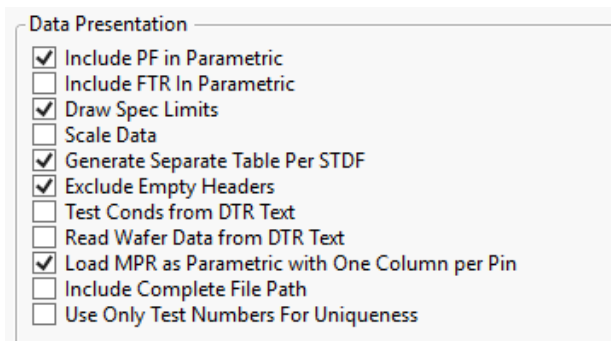 Data Presentation
Include PF in Parametric
Include FTR In Parametric
Draw Spec Limits
Scale Data
Generate Separate Table Per STDF
Exclude Empty Headers
Test Conds from DTR Text
Read Wafer Data from DTR Text
Load MPR as Parametric with One Column per Pin
Include Complete File Path
Use Only Test Numbers For Uniqueness